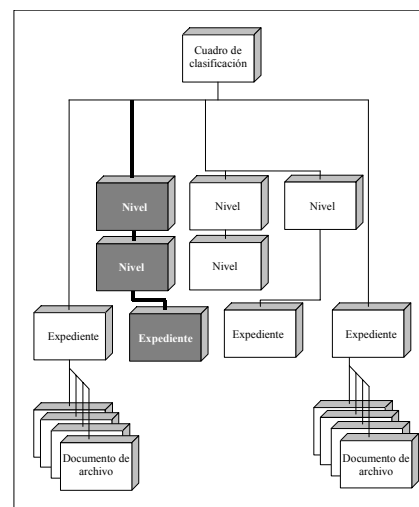 Cuadro de
clasificación
Nivel
Nivel
Nivel
Nivel
Nivel
Expediente
Expediente
Expediente
Expediente
Documento de
archivo
Documento de
archivo